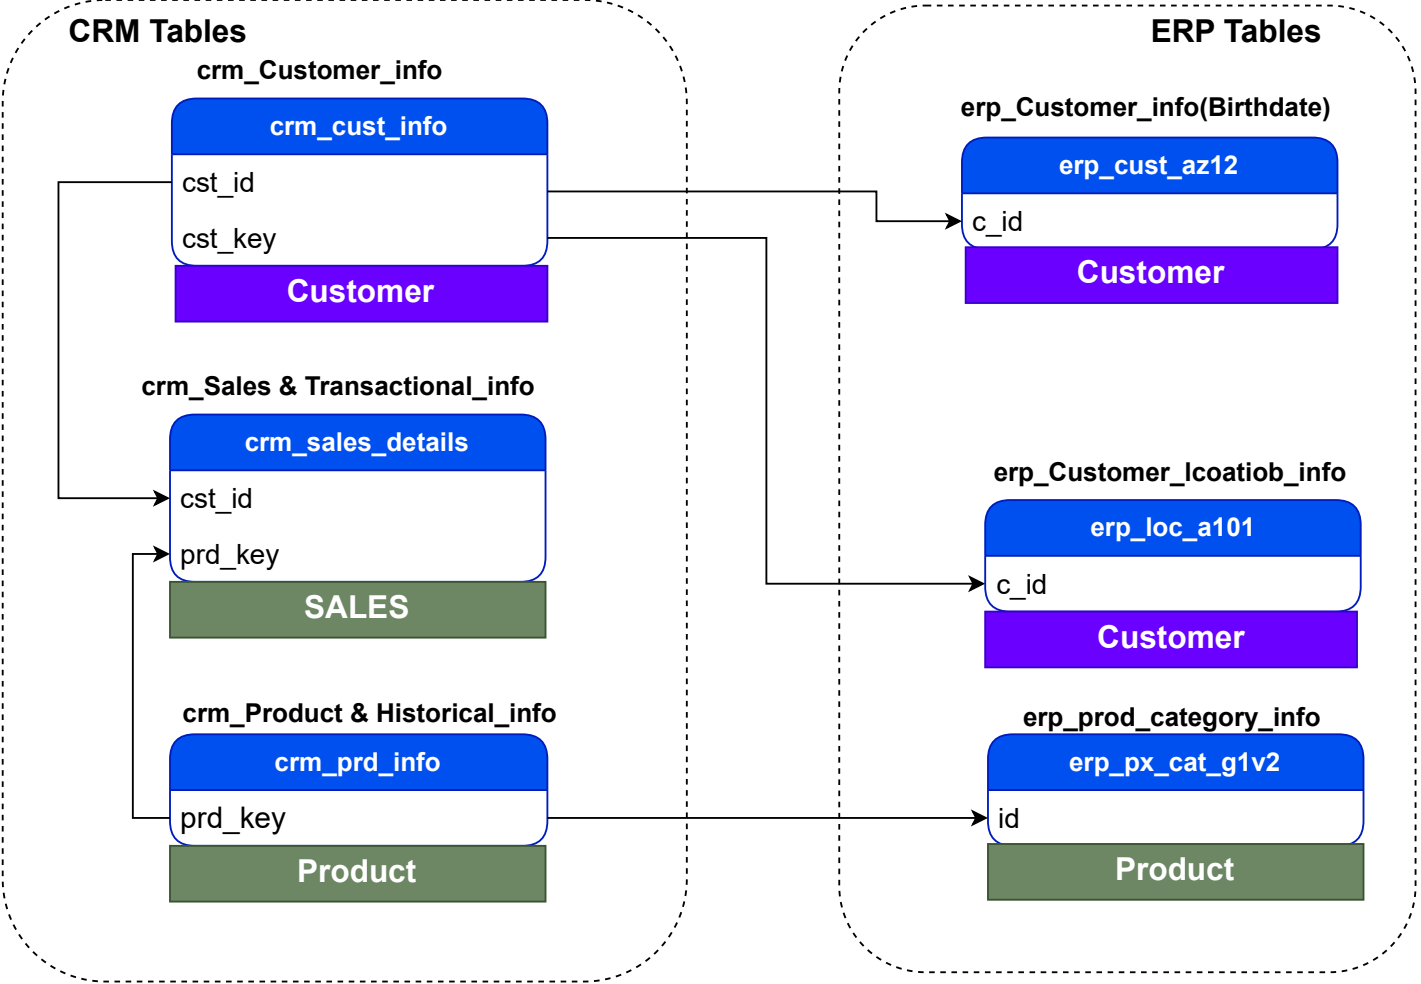 CRM Tables
crm_Customer_info
crm_cust_info
cst_id
cst_key
Customer
crm_Sales & Transactional_info
crm_sales_details
cst_id
prd_key
SALES
crm_Product & Historical_info
crm_prd_info
prd_key
Product
ERP Tables
erp_Customer_info(Birthdate)
erp_cust_az12
c_id
Customer
erp_Customer_lcoatiob_info
erp_loc_a101
c_id
Customer
erp_prod_category_info
erp_px_cat_g1v2
id
Product